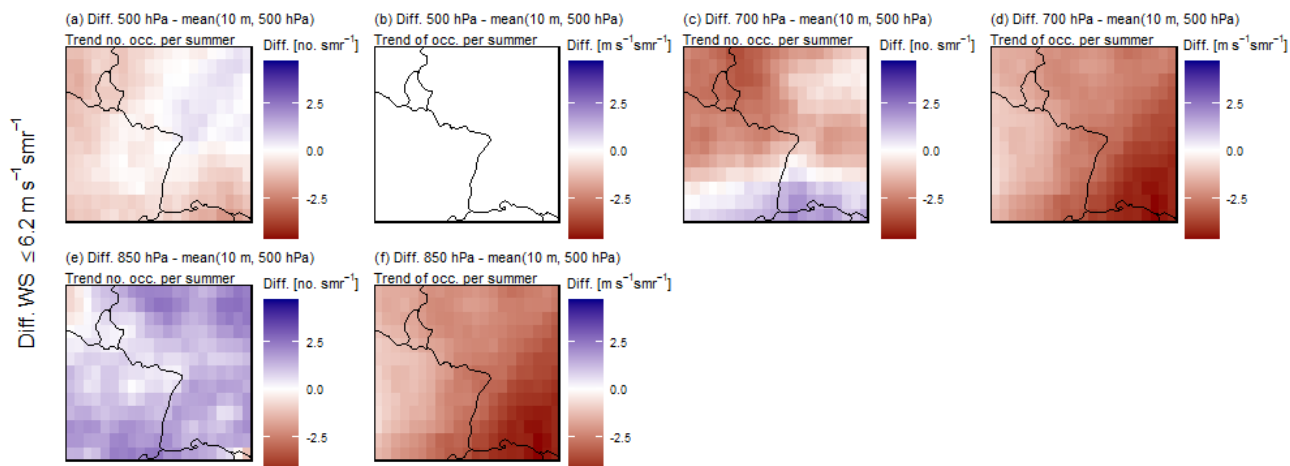 (a) Diff. 500 hPa - mean(10 m, 500 hPa)
Trend no. occ. per summer
Diff. [no. smr⁻¹]
2.5
0.0
-2.5
(b) Diff. 500 hPa - mean(10 m, 500 hPa)
Trend of occ. per summer
Diff. [m s⁻¹smr⁻¹]
2.5
0.0
-2.5
(c) Diff. 700 hPa - mean(10 m, 500 hPa)
Trend no. occ. per summer
Diff. [no. smr⁻¹]
2.5
0.0
-2.5
(d) Diff. 700 hPa - mean(10 m, 500 hPa)
Trend of occ. per summer
Diff. [m s⁻¹smr⁻¹]
2.5
0.0
-2.5
Diff. WS ≤ 6.2 m s⁻¹ smr⁻¹
(e) Diff. 850 hPa - mean(10 m, 500 hPa)
Trend no. occ. per summer
Diff. [no. smr⁻¹]
2.5
0.0
-2.5
(f) Diff. 850 hPa - mean(10 m, 500 hPa)
Trend of occ. per summer
Diff. [m s⁻¹smr⁻¹]
2.5
0.0
-2.5